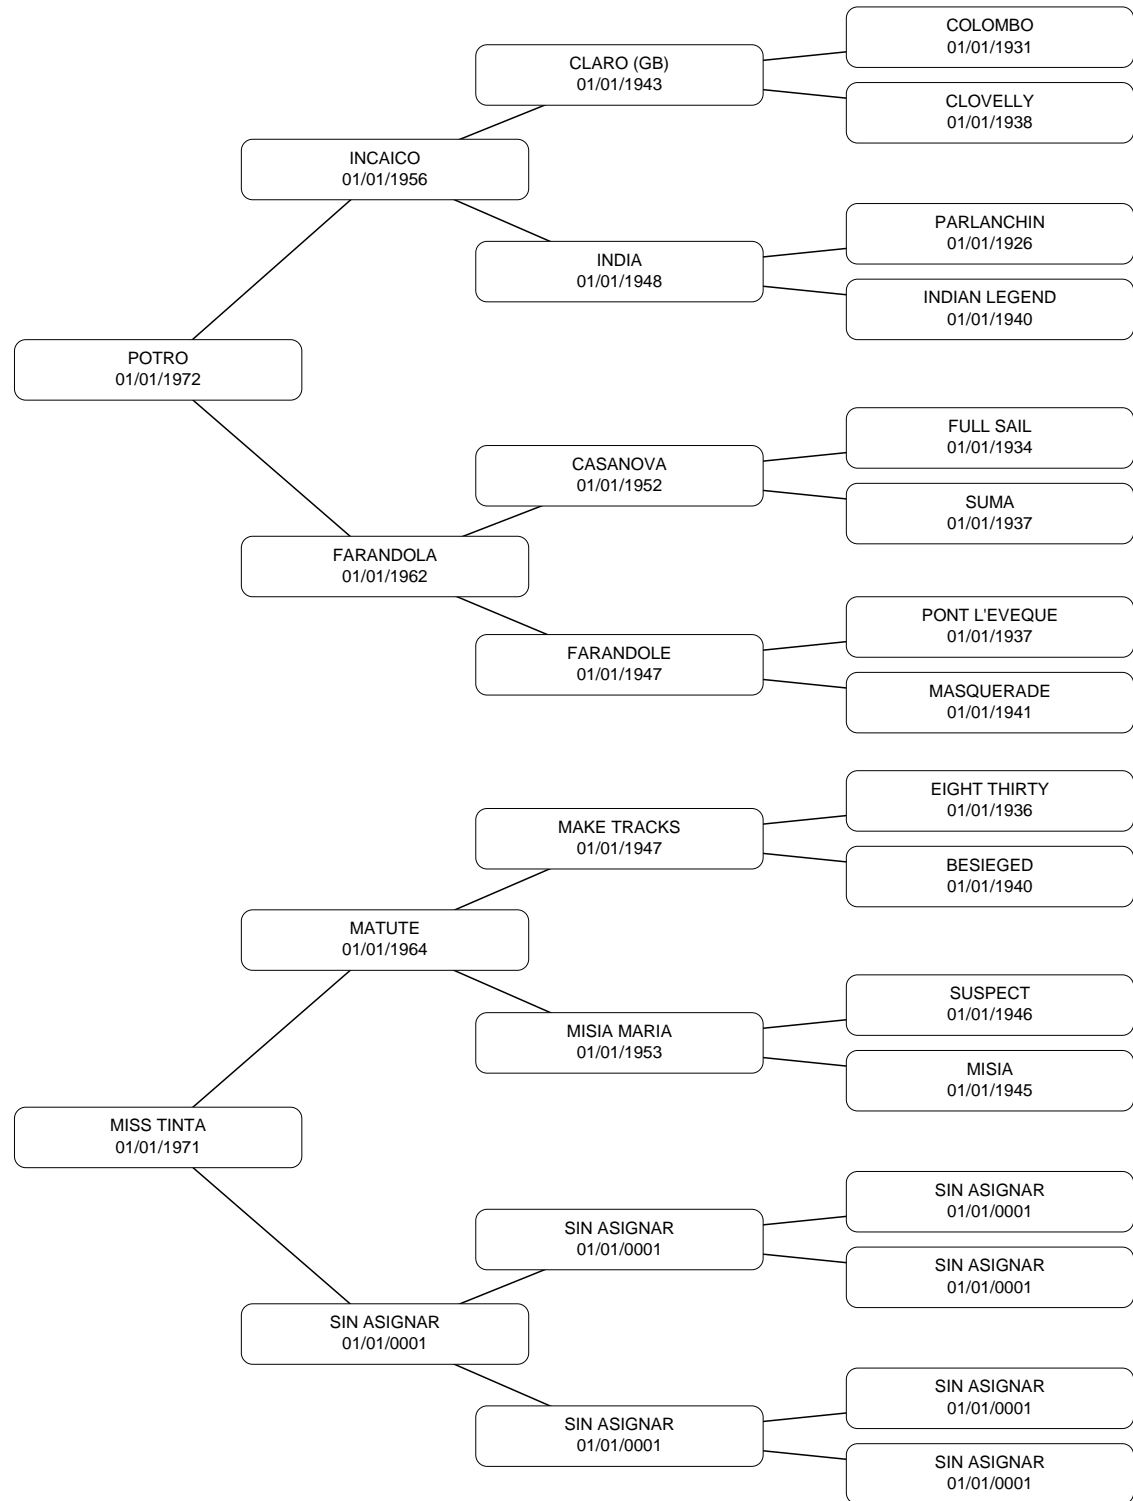 COLOMBO
01/01/1931
CLARO (GB)
01/01/1943
CLOVELLY
01/01/1938
INCAICO
01/01/1956
PARLANCHIN
01/01/1926
INDIA
01/01/1948
INDIAN LEGEND
01/01/1940
POTRO
01/01/1972
FULL SAIL
01/01/1934
CASANOVA
01/01/1952
SUMA
01/01/1937
FARANDOLA
01/01/1962
PONT L'EVEQUE
01/01/1937
FARANDOLE
01/01/1947
MASQUERADE
01/01/1941
EIGHT THIRTY
01/01/1936
MAKE TRACKS
01/01/1947
BESIEGED
01/01/1940
MATUTE
01/01/1964
SUSPECT
01/01/1946
MISIA MARIA
01/01/1953
MISIA
01/01/1945
MISS TINTA
01/01/1971
SIN ASIGNAR
01/01/0001
SIN ASIGNAR
01/01/0001
SIN ASIGNAR
01/01/0001
SIN ASIGNAR
01/01/0001
SIN ASIGNAR
01/01/0001
SIN ASIGNAR
01/01/0001
SIN ASIGNAR
01/01/0001